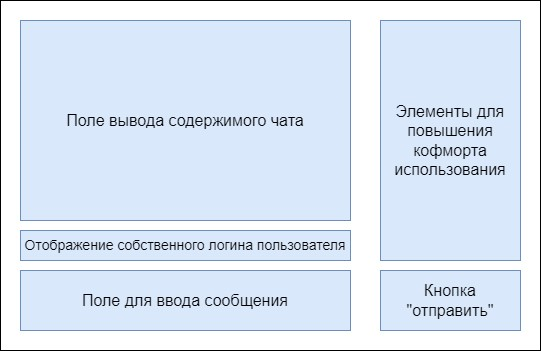 Поле вывода содержимого чата
Элементы для
повышения
кофморта
использования
Отображение собственного логина пользователя
Поле для ввода сообщения
Кнопка
"отправить"